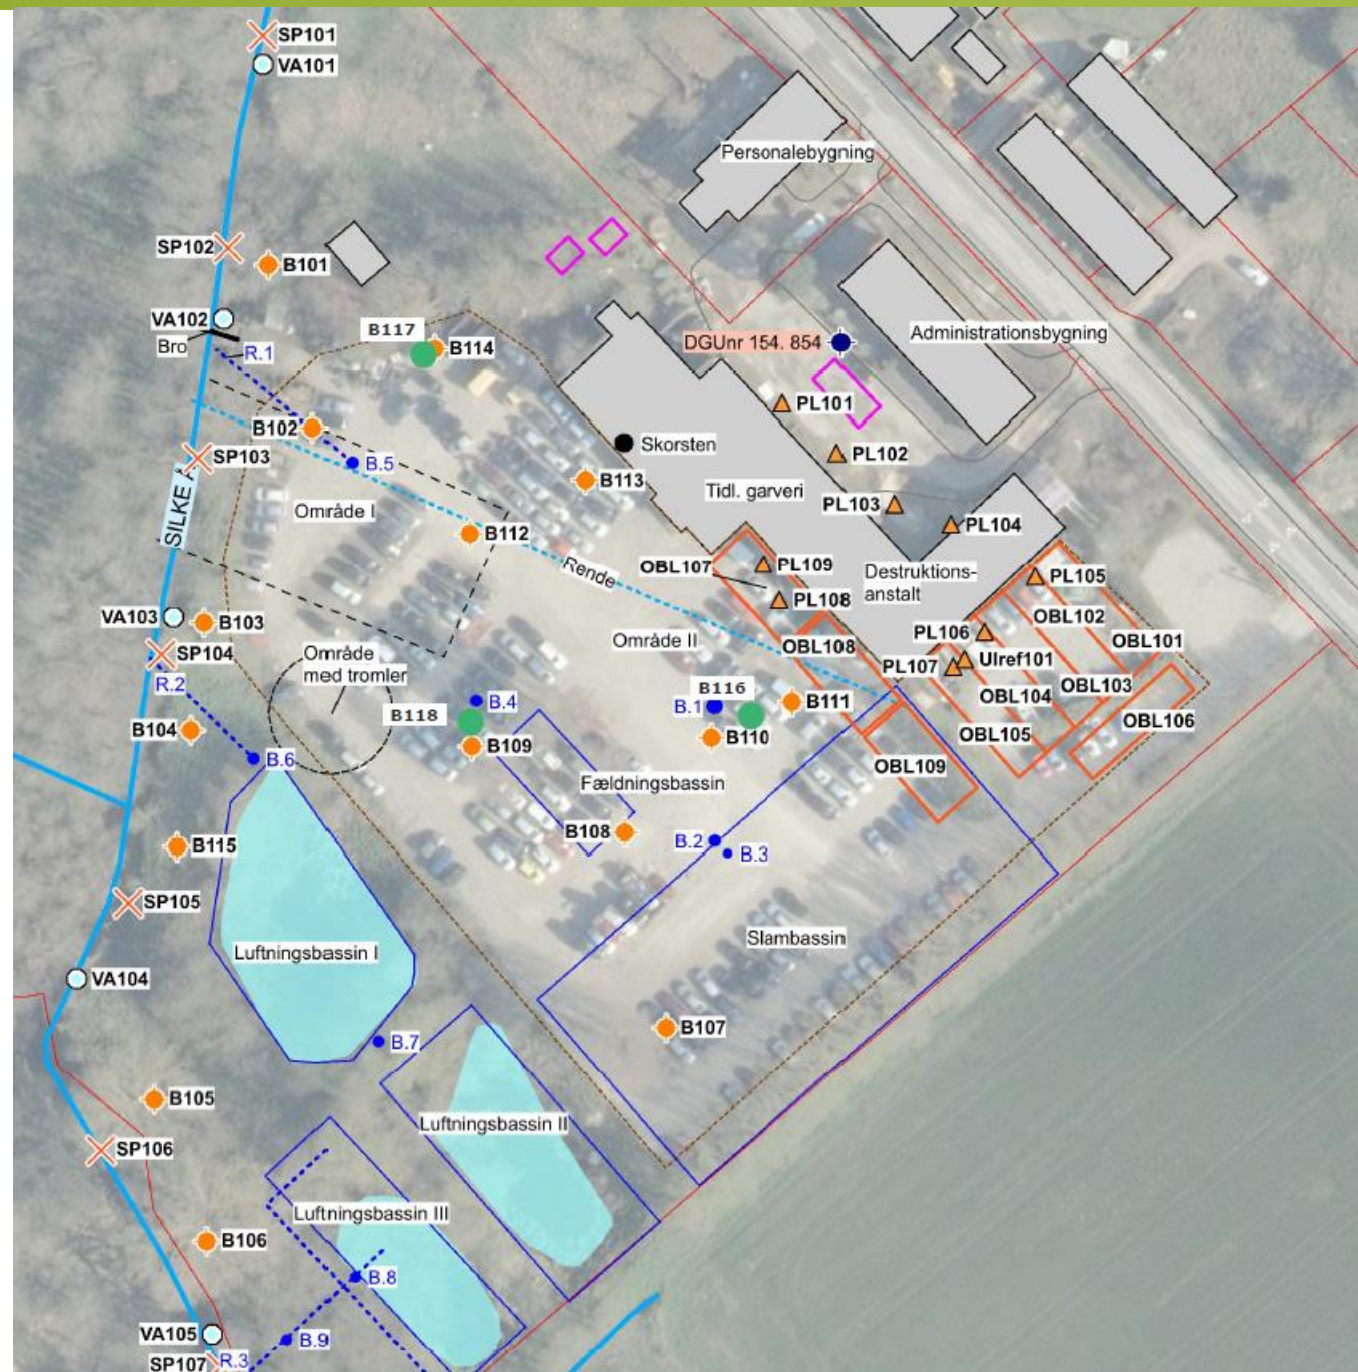 SP101
VA101
Personalebygning
SP102
B101
VA102
Bro
R.1
B117
B114
DGUnr 154. 854
Administrationsbygning
PL101
B102
SP103
B.5
Skorsten
PL102
B113
Tidl. garveri
SILKE
Område I
PL103
PL104
B112
Rende
OBL107
PL109
Destruktions-
anstalt
PL105
PL108
OBL102
VA103
B103
Område II
OBL108
PL106
OBL101
SP104
Område
med tromler
PL107
Ulref101
R.2
OBL103
B116
B.4
B.1
B111
OBL104
B118
B104
B109
B110
OBL106
OBL105
B.6
OBL109
Fældningsbassin
B108
B.2
B.3
B115
SP105
Luftningsbassin I
Slambassin
VA104
B107
B.7
B105
Luftningsbassin II
SP106
Luftningsbassin III
B106
B.8
VA105
B.9
SP107
R.3